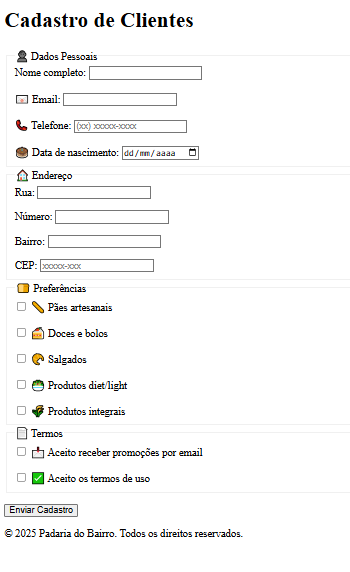 Cadastro de Clientes
Dados Pessoais
Nome completo:
Email:
Telefone: (xx) xxxxx-xxxx
Data de nascimento: dd/mm/aaaa
Endereço
Rua:
Número:
Bairro:
CEP: xxxxx-xxx
Preferências
Pães artesanais
Doces e bolos
Salgados
Produtos diet/light
Produtos integrais
Termos
Aceito receber promoções por email
Aceito os termos de uso
Enviar Cadastro
© 2025 Padaria do Bairro. Todos os direitos reservados.